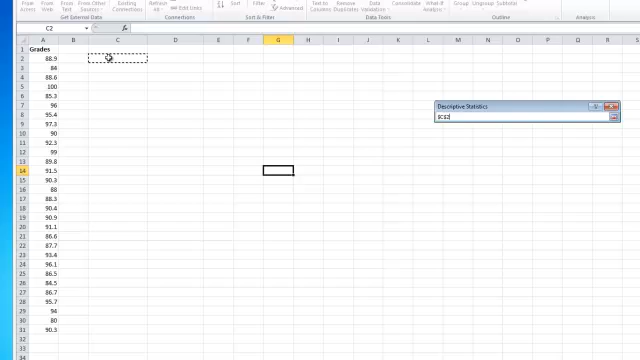 From From From From Other Existing
Access Web Text Sources Connections
Edit Links
Sort Filter
Advanced
Text to Remove Data
Columns Duplicates Validation
What-If
Analysis
Group Ungroup Subtotal
Get External Data Connections Sort & Filter Data Tools Outline Analysis
C2 fx
A B C D E F G H I J K L M N O P Q R S
1 Grades
2 88.9
3 84
4 88.6
5 100
6 85.3
7 96
8 95.4
9 97.3
10 90
11 92.3
12 99
13 89.8
14 91.5
15 90.3
16 88
17 88.3
18 90.4
19 90.9
20 91.1
21 86.6
22 87.7
23 93.4
24 96.1
25 86.5
26 84.5
27 86.7
28 95.7
29 94
30 80
31 90.3
32
33
34
Descriptive Statistics ?
$C$2